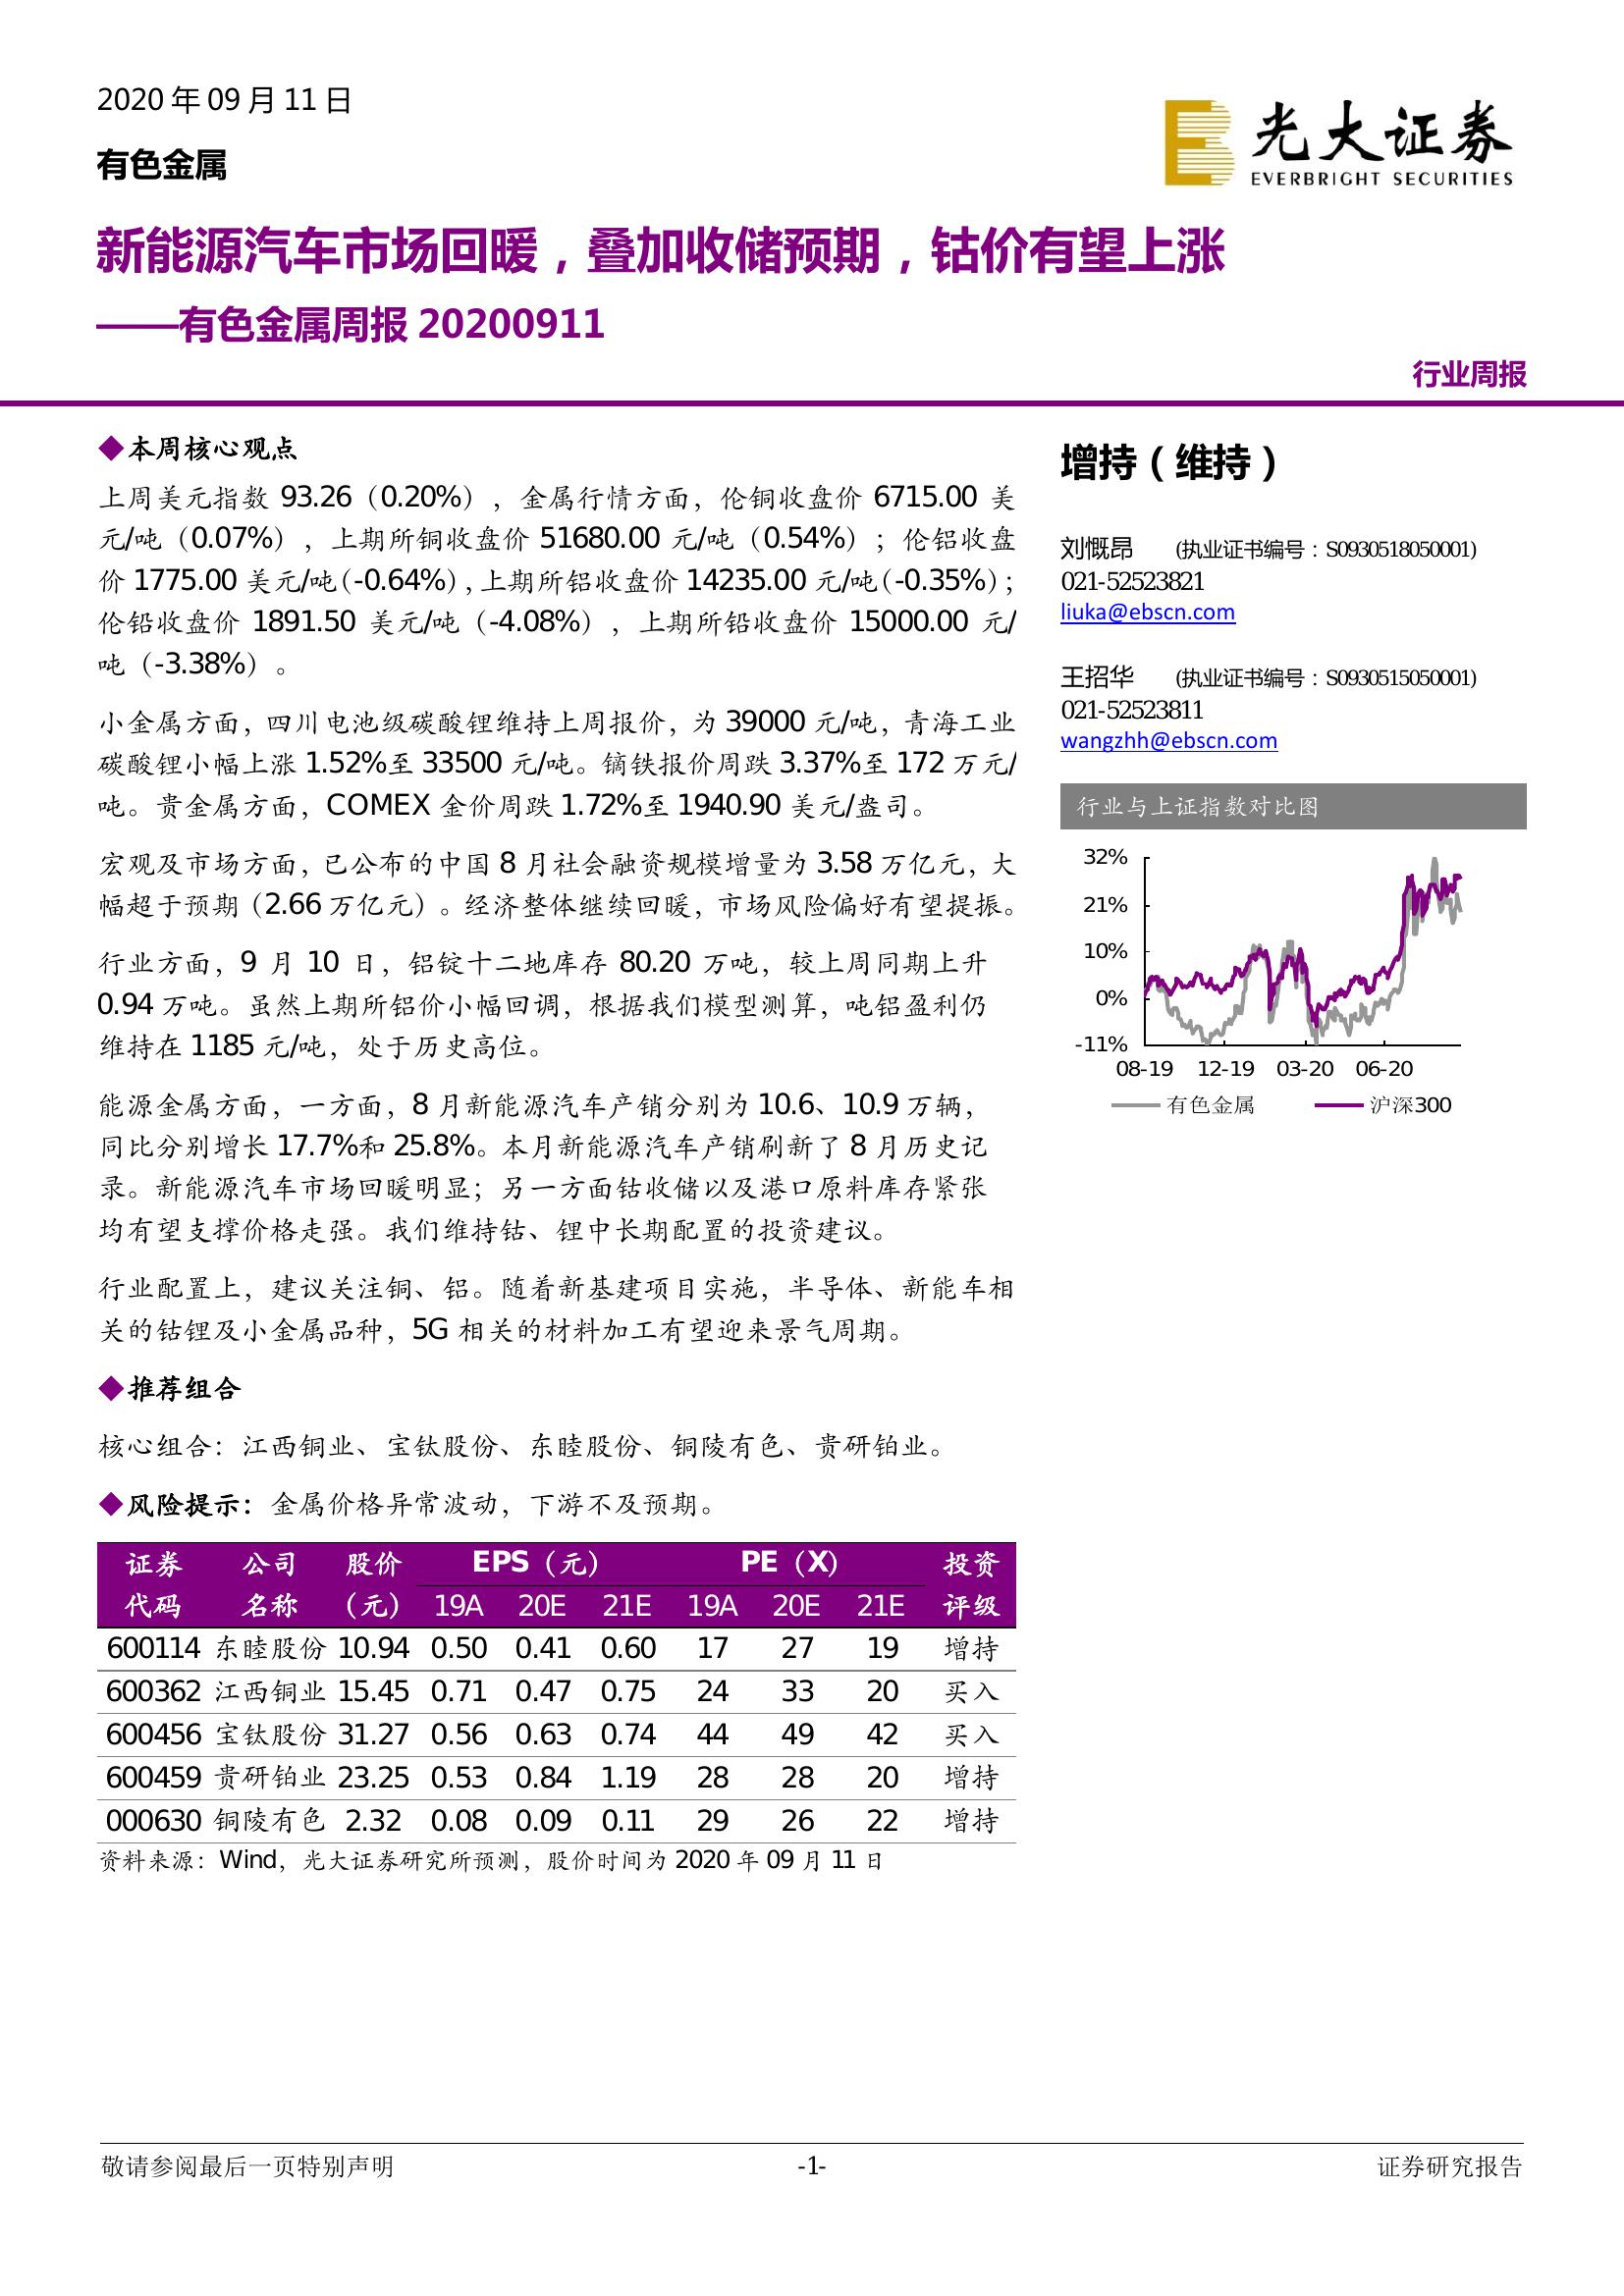 2020 年 09 月 11 日
有色金属
光大证券
EVERBRIGHT SECURITIES
新能源汽车市场回暖，叠加收储预期，钴价有望上涨
——有色金属周报 20200911
行业周报
◆本周核心观点
上周美元指数 93.26（0.20%），金属行情方面，伦铜收盘价 6715.00 美
元/吨（0.07%），上期所铜收盘价 51680.00 元/吨（0.54%）；伦铝收盘
价 1775.00 美元/吨(-0.64%)，上期所铝收盘价 14235.00 元/吨(-0.35%)；
伦铅收盘价 1891.50 美元/吨（-4.08%），上期所铅收盘价 15000.00 元/
吨（-3.38%）。
小金属方面，四川电池级碳酸锂维持上周报价，为 39000 元/吨，青海工业
碳酸锂小幅上涨 1.52%至 33500 元/吨。镝铁报价周跌 3.37%至 172 万元/
吨。贵金属方面，COMEX 金价周跌 1.72%至 1940.90 美元/盎司。
宏观及市场方面，已公布的中国 8 月社会融资规模增量为 3.58 万亿元，大
幅超于预期（2.66 万亿元）。经济整体继续回暖，市场风险偏好有望提振。
行业方面，9 月 10 日，铝锭十二地库存 80.20 万吨，较上周同期上升
0.94 万吨。虽然上期所铝价小幅回调，根据我们模型测算，吨铝盈利仍
维持在 1185 元/吨，处于历史高位。
能源金属方面，一方面，8 月新能源汽车产销分别为 10.6、10.9 万辆，
同比分别增长 17.7%和 25.8%。本月新能源汽车产销刷新了 8 月历史记
录。新能源汽车市场回暖明显；另一方面钴收储以及港口原料库存紧张
均有望支撑价格走强。我们维持钴、锂中长期配置的投资建议。
行业配置上，建议关注铜、铝。随着新基建项目实施，半导体、新能车相
关的钴锂及小金属品种，5G 相关的材料加工有望迎来景气周期。
◆推荐组合
核心组合：江西铜业、宝钛股份、东睦股份、铜陵有色、贵研铂业。
◆风险提示：金属价格异常波动，下游不及预期。
证券 公司 股价 EPS（元） PE（X） 投资
代码 名称 （元） 19A 20E 21E 19A 20E 21E 评级
600114 东睦股份 10.94 0.50 0.41 0.60 17 27 19 增持
600362 江西铜业 15.45 0.71 0.47 0.75 24 33 20 买入
600456 宝钛股份 31.27 0.56 0.63 0.74 44 49 42 买入
600459 贵研铂业 23.25 0.53 0.84 1.19 28 28 20 增持
000630 铜陵有色 2.32 0.08 0.09 0.11 29 26 22 增持
资料来源：Wind，光大证券研究所预测，股价时间为 2020 年 09 月 11 日
增持（维持）
刘慨昂 (执业证书编号：S0930518050001)
021-52523821
liuka@ebscn.com
王招华 (执业证书编号：S0930515050001)
021-52523811
wangzhh@ebscn.com
行业与上证指数对比图
32%
21%
10%
0%
-11%
08-19 12-19 03-20 06-20
有色金属 沪深300
敬请参阅最后一页特别声明 -1- 证券研究报告